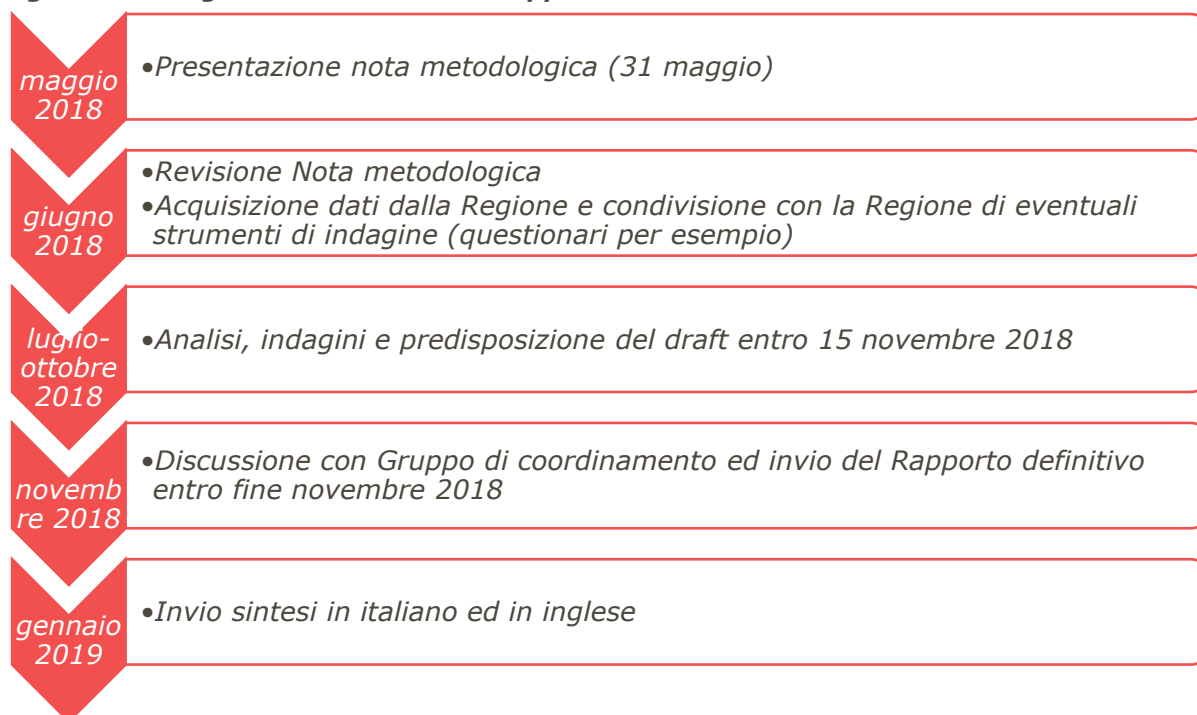 maggio
2018
•Presentazione nota metodologica (31 maggio)
giugno
2018
•Revisione Nota metodologica
•Acquisizione dati dalla Regione e condivisione con la Regione di eventuali
strumenti di indagine (questionari per esempio)
luglio-
ottobre
2018
•Analisi, indagini e predisposizione del draft entro 15 novembre 2018
novemb
re 2018
•Discussione con Gruppo di coordinamento ed invio del Rapporto definitivo
entro fine novembre 2018
gennaio
2019
•Invio sintesi in italiano ed in inglese